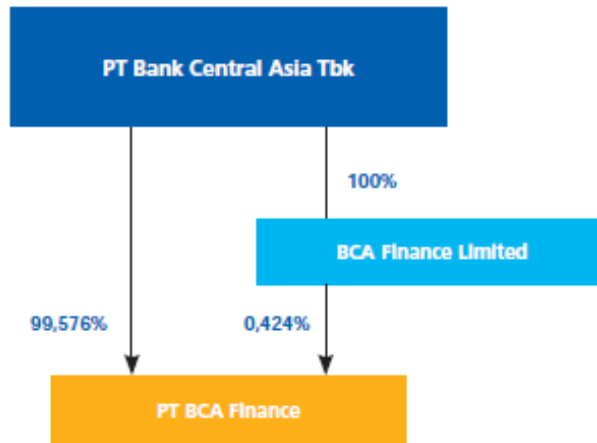 PT Bank Central Asia Tbk
100%
BCA Finance Limited
99,576%
0,424%
PT BCA Finance